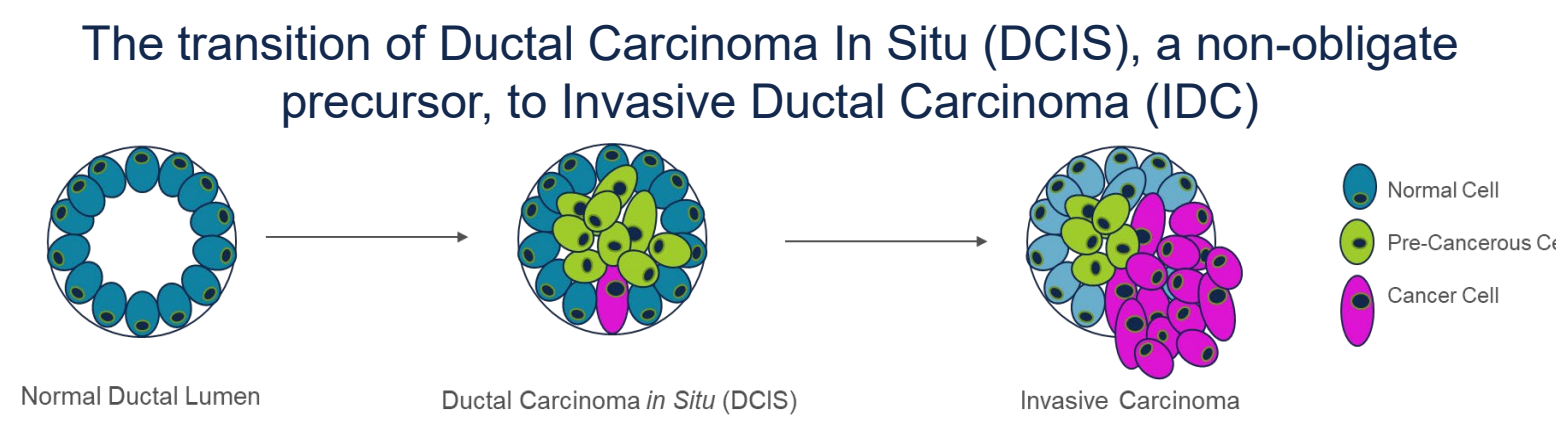 The transition of Ductal Carcinoma In Situ (DCIS), a non-obligate
precursor, to Invasive Ductal Carcinoma (IDC)
Normal Cell
Pre-Cancerous Ce
Cancer Cell
Normal Ductal Lumen
Ductal Carcinoma in Situ (DCIS)
Invasive Carcinoma